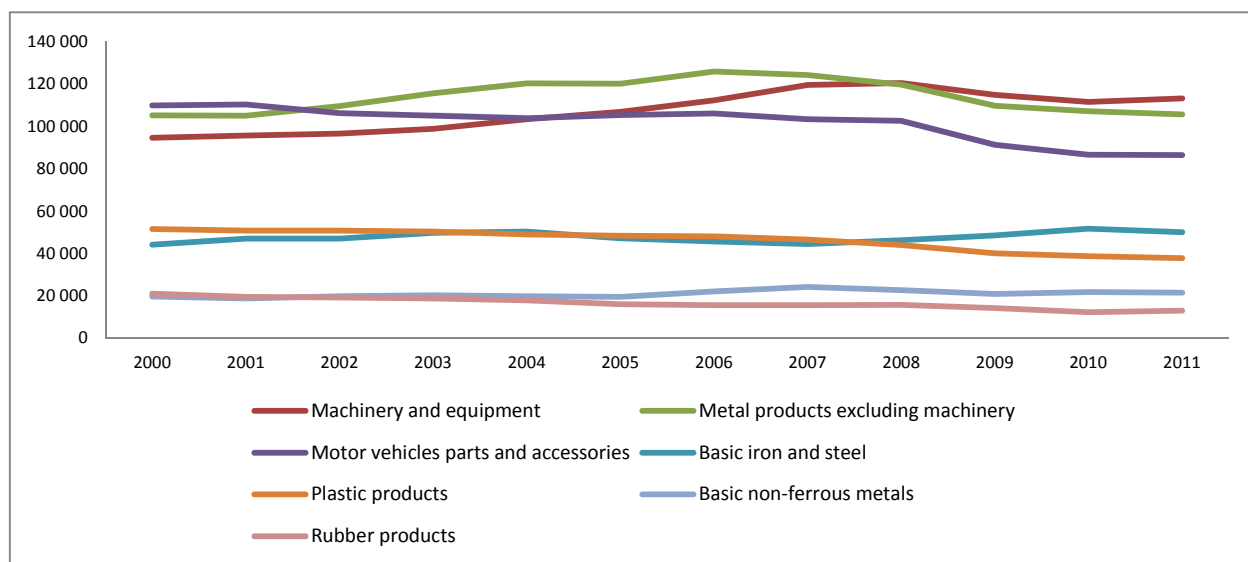 140 000
120 000
100 000
80 000
60 000
40 000
20 000
0
2000 2001 2002 2003 2004 2005 2006 2007 2008 2009 2010 2011
Machinery and equipment Metal products excluding machinery
Motor vehicles parts and accessories Basic iron and steel
Plastic products Basic non-ferrous metals
Rubber products